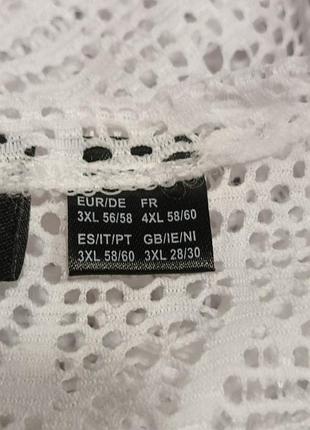 EUR/DE FR
3XL 56/58 4XL 58/60
ES/IT/PT GB/IE/NI
3XL 58/60 3XL 28/30